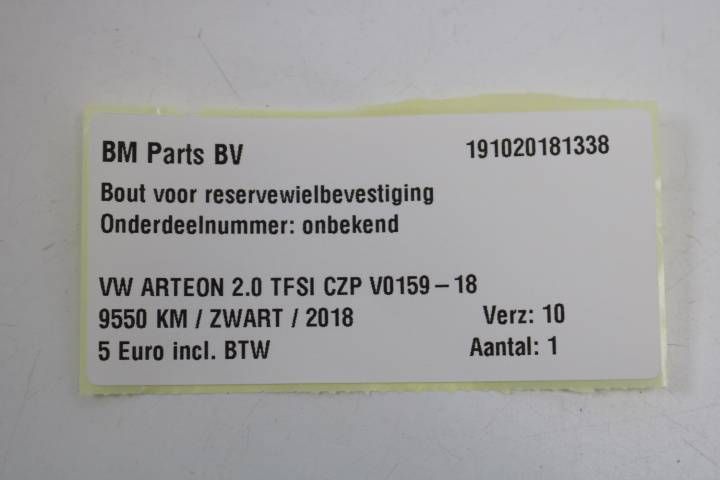 BM Parts BV 191020181338
Bout voor reservewielbevestiging
Onderdeelnummer: onbekend
VW ARTEON 2.0 TFSI CZP V0159-18
9550 KM / ZWART / 2018 Verz: 10
5 Euro incl. BTW Aantal: 1